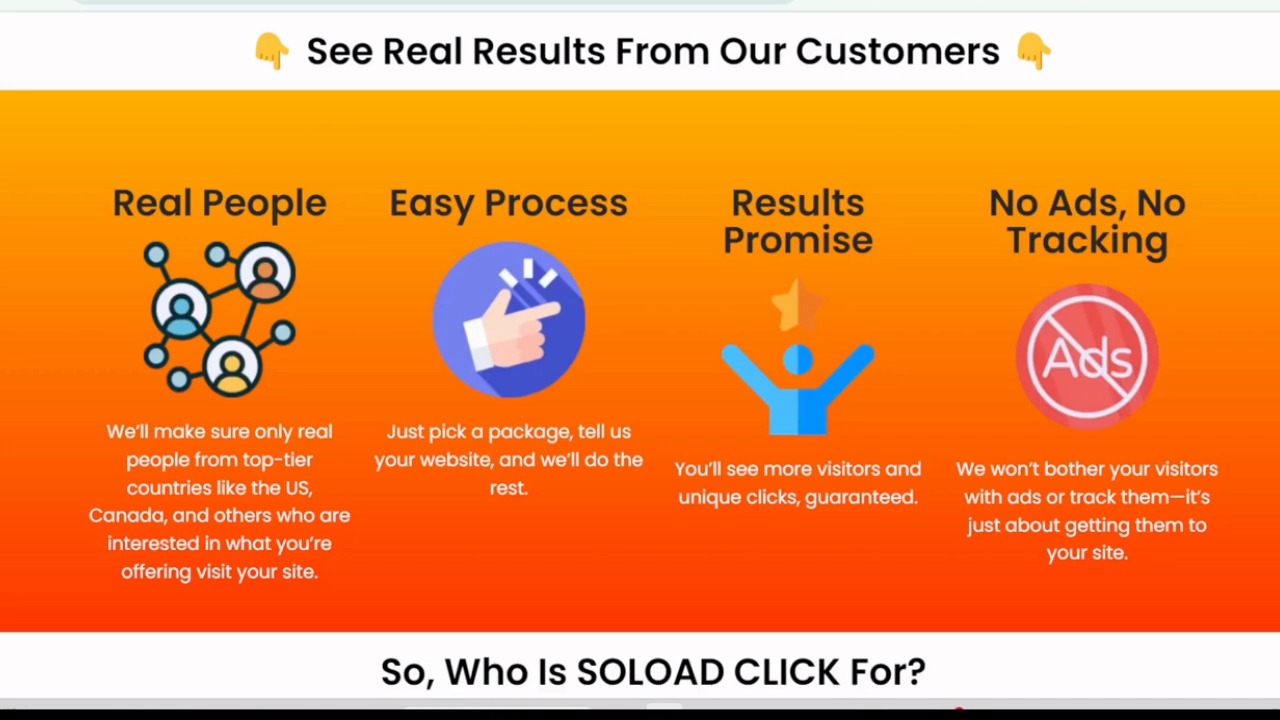 👇 See Real Results From Our Customers 👇
Real People
We'll make sure only real
people from top-tier
countries like the US,
Canada, and others who are
interested in what you're
offering visit your site.
Easy Process
Just pick a package, tell us
your website, and we'll do the
rest.
Results
Promise
You'll see more visitors and
unique clicks, guaranteed.
No Ads, No
Tracking
Ads
We won't bother your visitors
with ads or track them—it's
just about getting them to
your site.
So, Who Is SOLOAD CLICK For?